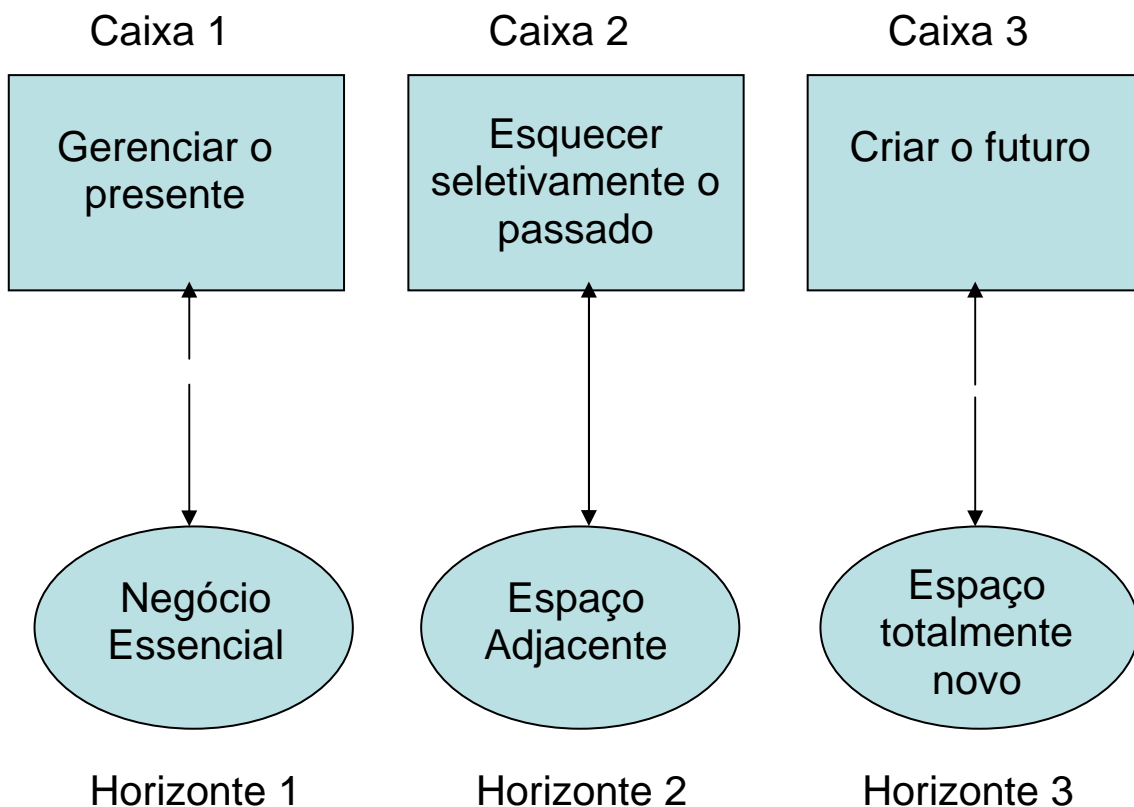 Caixa 1
Caixa 2
Caixa 3
Gerenciar o
presente
Esquecer
seletivamente o
passado
Criar o futuro
Negócio
Essencial
Espaço
Adjacente
Espaço
totalmente
novo
Horizonte 1
Horizonte 2
Horizonte 3